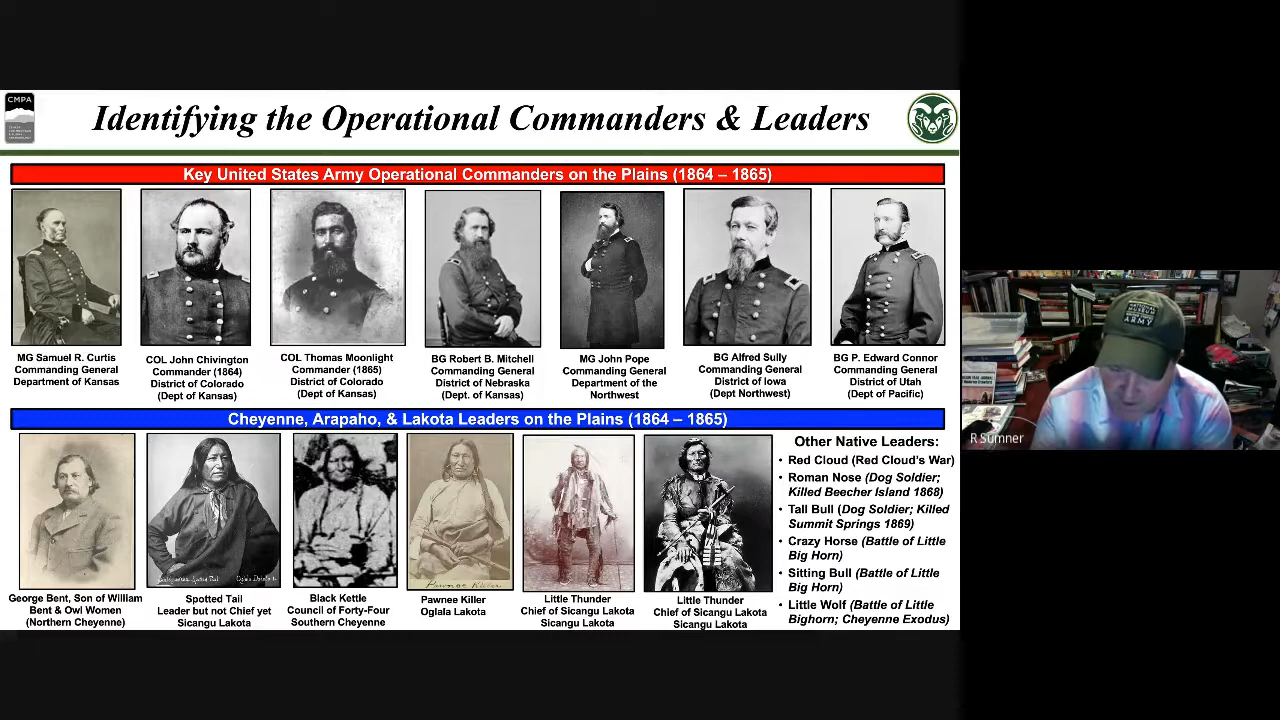 CMPA
Identifying the Operational Commanders & Leaders
Key United States Army Operational Commanders on the Plains (1864 – 1865)
MG Samuel R. Curtis
Commanding General
Department of Kansas
COL John Chivington
Commander (1864)
District of Colorado
(Dept of Kansas)
COL Thomas Moonlight
Commander (1865)
District of Colorado
(Dept of Kansas)
BG Robert B. Mitchell
Commanding General
District of Nebraska
(Dept. of Kansas)
MG John Pope
Commanding General
Department of the
Northwest
BG Alfred Sully
Commanding General
District of Iowa
(Dept Northwest)
BG P. Edward Connor
Commanding General
District of Utah
(Dept of Pacific)
Cheyenne, Arapaho, & Lakota Leaders on the Plains (1864 – 1865)
George Bent, Son of William
Bent & Owl Women
(Northern Cheyenne)
Spotted Tail
Leader but not Chief yet
Sicangu Lakota
Black Kettle
Council of Forty-Four
Southern Cheyenne
Pawnee Killer
Pawnee Killer
Oglala Lakota
Little Thunder
Chief of Sicangu Lakota
Sicangu Lakota
Little Thunder
Chief of Sicangu Lakota
Sicangu Lakota
Other Native Leaders:
• Red Cloud (Red Cloud's War)
• Roman Nose (Dog Soldier;
Killed Beecher Island 1868)
• Tall Bull (Dog Soldier; Killed
Summit Springs 1869)
• Crazy Horse (Battle of Little
Big Horn)
• Sitting Bull (Battle of Little
Big Horn)
• Little Wolf (Battle of Little
Bighorn; Cheyenne Exodus)
NATIONAL
MUSEUM
ARMY
R Sumner